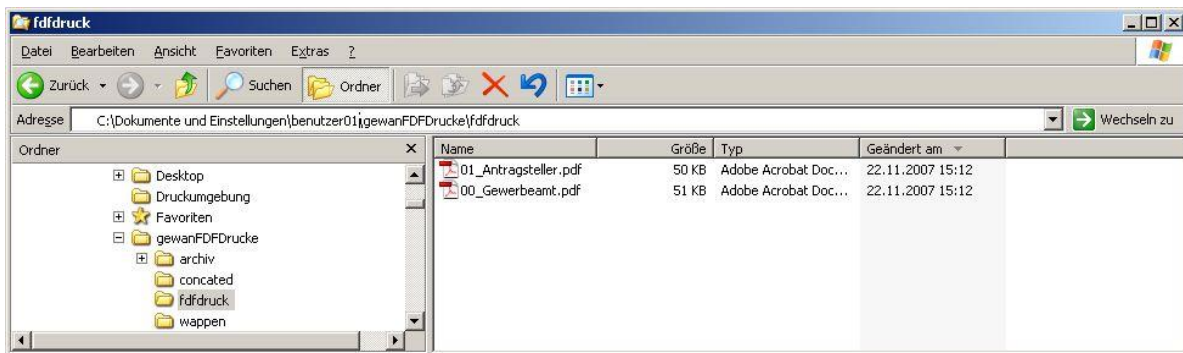 fdfdruck
Datei Bearbeiten Ansicht Favoriten Extras ?
Zurück Suchen Ordner
Adresse C:\Dokumente und Einstellungen\benutzer01\gewanFDFDrucke\fdfdruck Wechseln zu
Ordner
Desktop
Druckumgebung
Favoriten
gewanFDFDrucke
archiv
concated
fdfdruck
wappen
Name Größe Typ Geändert am
01_Antragsteller.pdf 50 KB Adobe Acrobat Doc... 22.11.2007 15:12
00_Gewerbeamt.pdf 51 KB Adobe Acrobat Doc... 22.11.2007 15:12